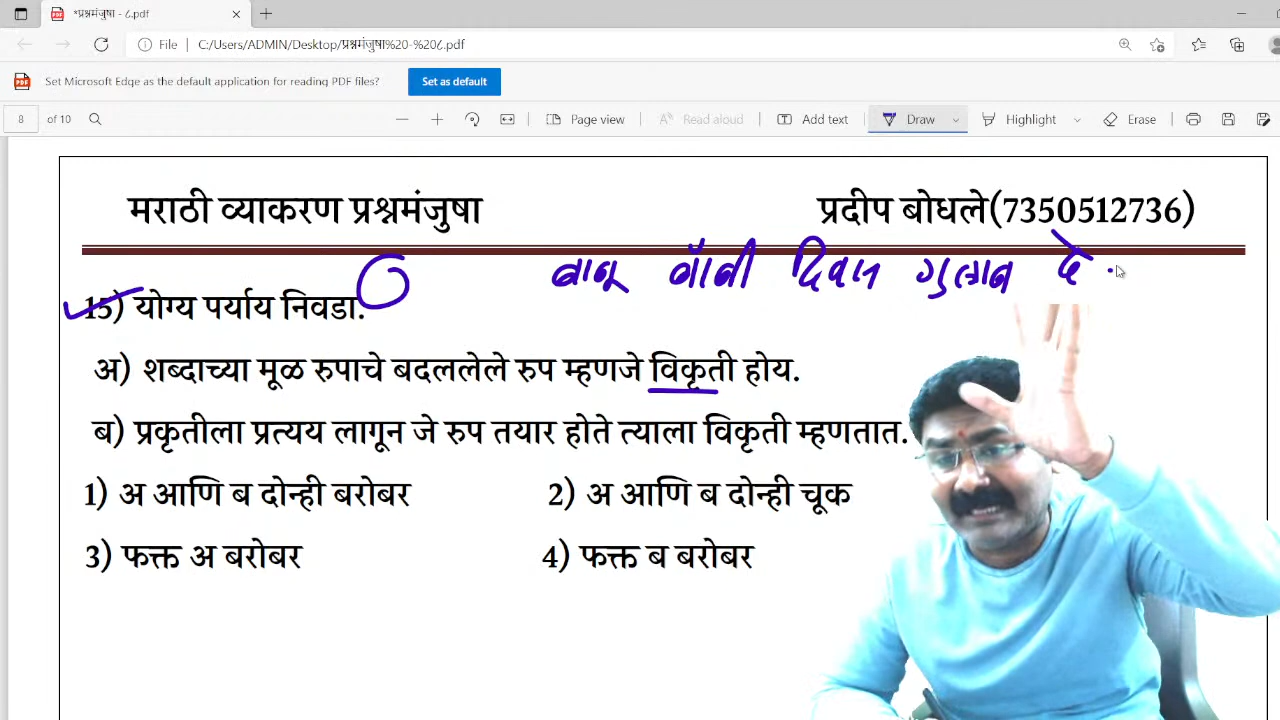 *प्रश्नमंजुषा - ८.pdf
File C:/Users/ADMIN/Desktop/प्रश्नमंजुषा%20-%20८.pdf
Set Microsoft Edge as the default application for reading PDF files? Set as default
8 of 10 Page view Read aloud Add text Draw Highlight Erase
मराठी व्याकरण प्रश्नमंजुषा प्रदीप बोधले(7350512736)
दिवस गुलाब दे
15) योग्य पर्याय निवडा.
अ) शब्दाच्या मूळ रुपाचे बदललेले रुप म्हणजे विकृती होय.
ब) प्रकृतीला प्रत्यय लागून जे रुप तयार होते त्याला विकृती म्हणतात.
1) अ आणि ब दोन्ही बरोबर 2) अ आणि ब दोन्ही चूक
3) फक्त अ बरोबर 4) फक्त ब बरोबर